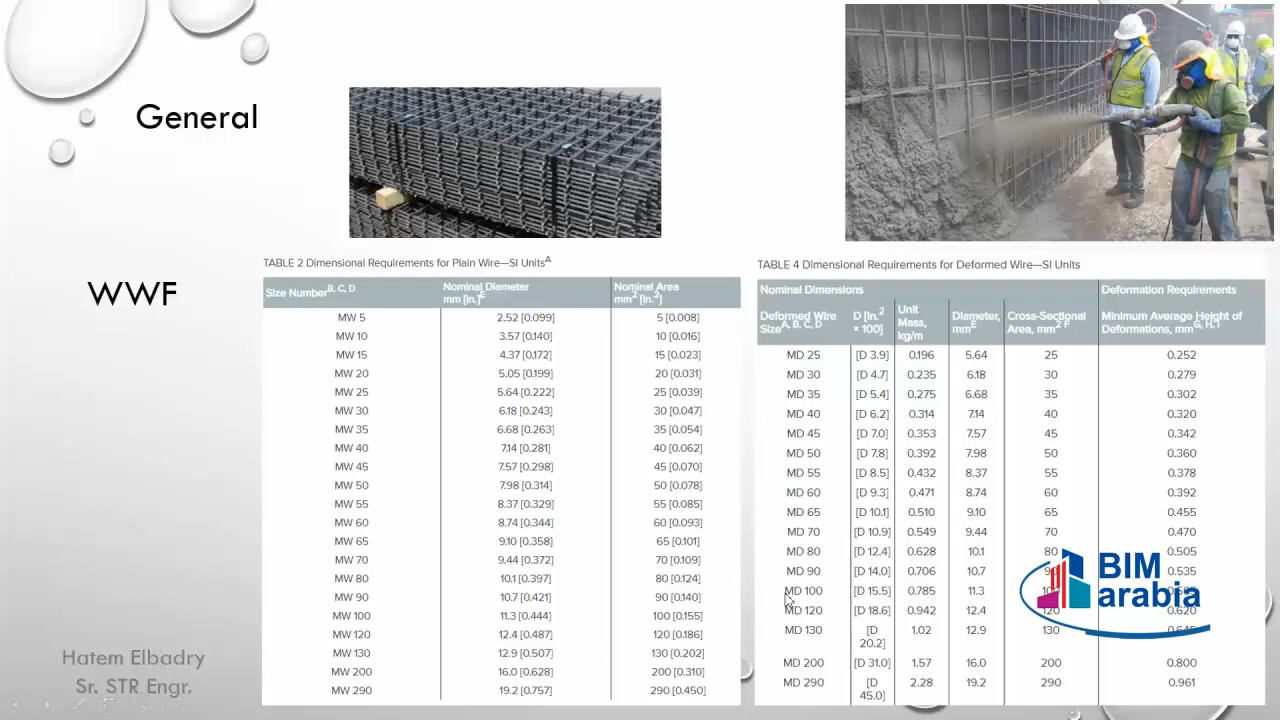 General
WWF
TABLE 2 Dimensional Requirements for Plain Wire—SI Units^A
Size Number^B, C, D Nominal Diameter mm [in.]^E Nominal Area mm² [in.²]
MW 5 2.52 [0.099] 5 [0.008]
MW 10 3.57 [0.140] 10 [0.016]
MW 15 4.37 [0.172] 15 [0.023]
MW 20 5.05 [0.199] 20 [0.031]
MW 25 5.64 [0.222] 25 [0.039]
MW 30 6.18 [0.243] 30 [0.047]
MW 35 6.68 [0.263] 35 [0.054]
MW 40 7.14 [0.281] 40 [0.062]
MW 45 7.57 [0.298] 45 [0.070]
MW 50 7.98 [0.314] 50 [0.078]
MW 55 8.37 [0.329] 55 [0.085]
MW 60 8.74 [0.344] 60 [0.093]
MW 65 9.10 [0.358] 65 [0.101]
MW 70 9.44 [0.372] 70 [0.109]
MW 80 10.1 [0.397] 80 [0.124]
MW 90 10.7 [0.421] 90 [0.140]
MW 100 11.3 [0.444] 100 [0.155]
MW 120 12.4 [0.487] 120 [0.186]
MW 130 12.9 [0.507] 130 [0.202]
MW 200 16.0 [0.628] 200 [0.310]
MW 290 19.2 [0.757] 290 [0.450]
TABLE 4 Dimensional Requirements for Deformed Wire—SI Units
Nominal Dimensions Deformation Requirements
Deformed Wire Size^A, B, C, D D [in.² × 100] Unit Mass, kg/m Diameter, mm^E Cross-Sectional Area, mm² ^F Minimum Average Height of Deformations, mm^G, H, I
MD 25 [D 3.9] 0.196 5.64 25 0.252
MD 30 [D 4.7] 0.235 6.18 30 0.279
MD 35 [D 5.4] 0.275 6.68 35 0.302
MD 40 [D 6.2] 0.314 7.14 40 0.320
MD 45 [D 7.0] 0.353 7.57 45 0.342
MD 50 [D 7.8] 0.392 7.98 50 0.360
MD 55 [D 8.5] 0.432 8.37 55 0.378
MD 60 [D 9.3] 0.471 8.74 60 0.392
MD 65 [D 10.1] 0.510 9.10 65 0.455
MD 70 [D 10.9] 0.549 9.44 70 0.470
MD 80 [D 12.4] 0.628 10.1 80 0.505
MD 90 [D 14.0] 0.706 10.7 0.535
MD 100 [D 15.5] 0.785 11.3
MD 120 [D 18.6] 0.942 12.4 120 0.620
MD 130 [D 20.2] 1.02 12.9 130
MD 200 [D 31.0] 1.57 16.0 200 0.800
MD 290 [D 45.0] 2.28 19.2 290 0.961
BIM
arabia
Hatem Elbadry
Sr. STR Engr.